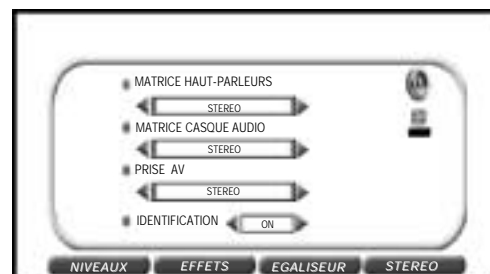 MATRICE HAUT-PARLEURS
STEREO
MATRICE CASQUE AUDIO
STEREO
PRISE AV
STEREO
IDENTIFICATION ON
NIVEAUX EFFETS EGALISEUR STEREO